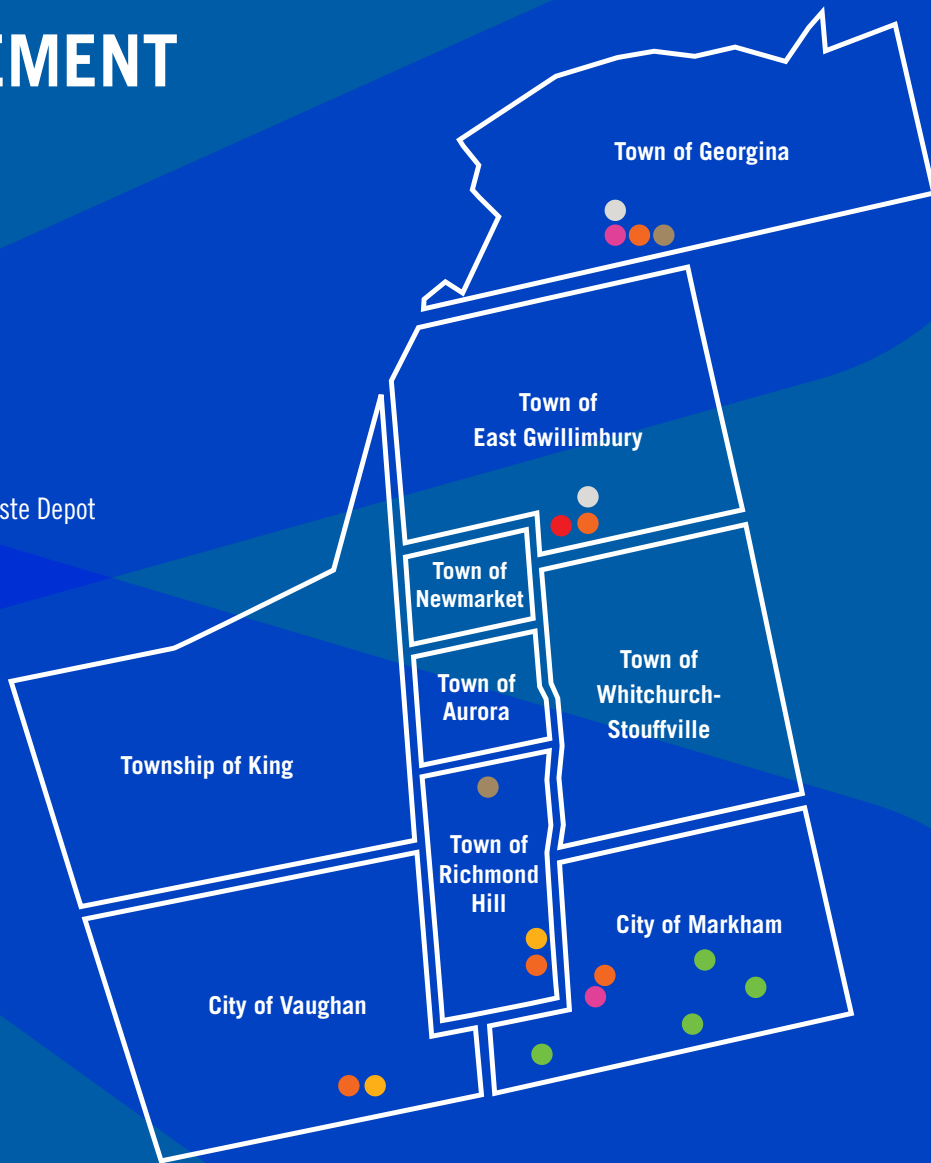 EMENT
Town of Georgina
Town of
East Gwillimbury
ste Depot
Town of
Newmarket
Town of
Whitchurch-
Stouffville
Town of
Aurora
Township of King
Town of
Richmond
Hill
City of Markham
City of Vaughan